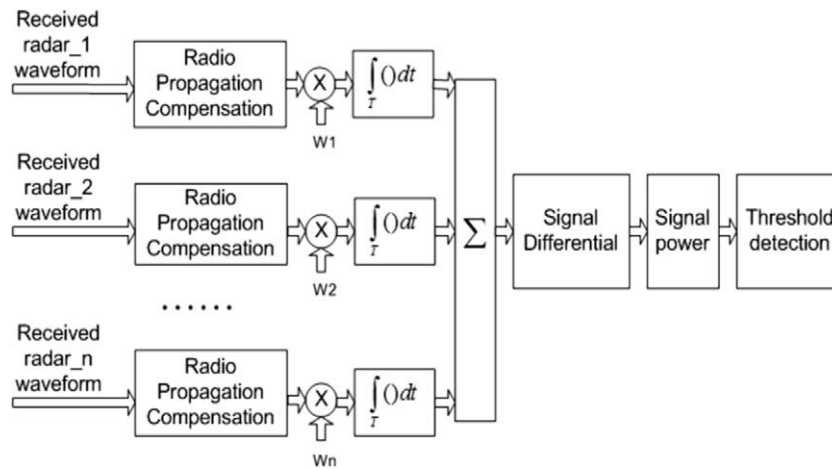 Received
radar_1
waveform
Radio
Propagation
Compensation
X
W1
∫()dt
T
Received
radar_2
waveform
Radio
Propagation
Compensation
X
W2
∫()dt
T
Σ
Signal
Differential
Signal
power
Threshold
detection
......
Received
radar_n
waveform
Radio
Propagation
Compensation
X
Wn
∫()dt
T